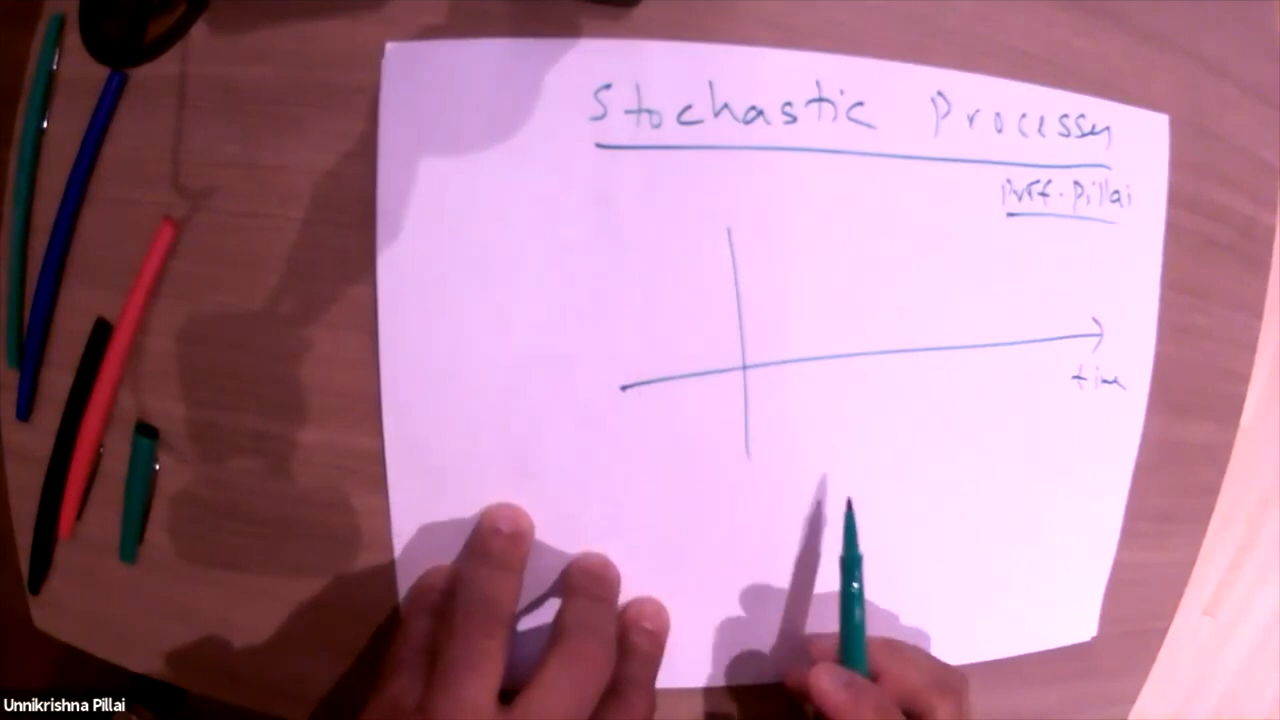 Stochastic Processes
Prof. Pillai
time
Unnikrishna Pillai